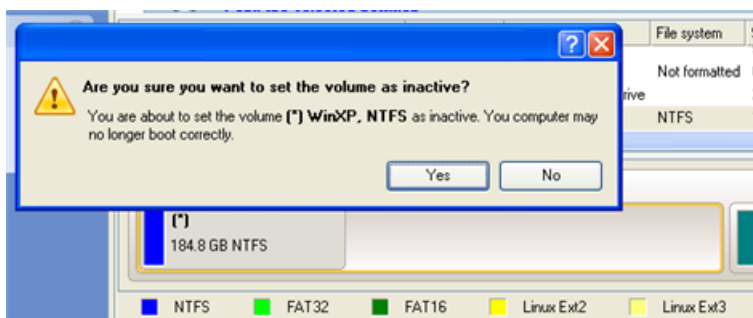 File system
Are you sure you want to set the volume as inactive?
Not formatted
rive
You are about to set the volume (*) WinXP, NTFS as inactive. You computer may
no longer boot correctly.
NTFS
Yes
No
(*)
184.8 GB NTFS
NTFS
FAT32
FAT16
Linux Ext2
Linux Ext3